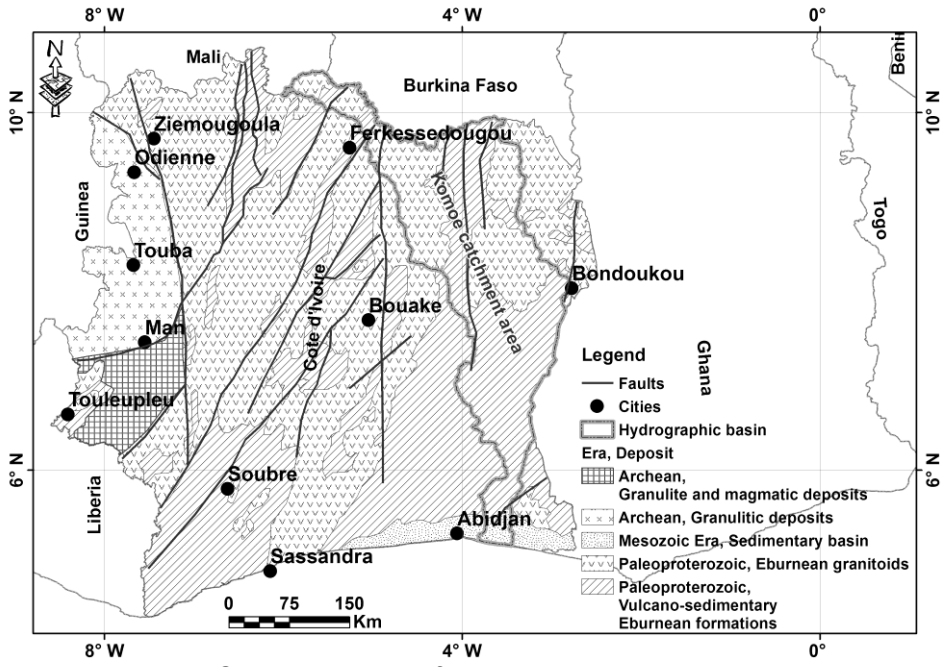 8° W
4° W
0°
N
Mali
Burkina Faso
Бенн
10° N
10° N
Ziemougoula
Ferkessedougou
Odienne
Guinea
Komoe catchment area
Togo
Touba
Bondoukou
Cote d'Ivoire
Bouake
Man
Ghana
Touleupleu
Legend
Faults
Cities
Hydrographic basin
Era, Deposit
Archean,
Granulite and magmatic deposits
Archean, Granulitic deposits
Mesozoic Era, Sedimentary basin
Paleoproterozoic, Eburnean granitoids
Paleoproterozoic,
Vulcano-sedimentary
Eburnean formations
6° N
6° N
Liberia
Soubre
Abidjan
Sassandra
0 75 150
Km
8° W
4° W
0°